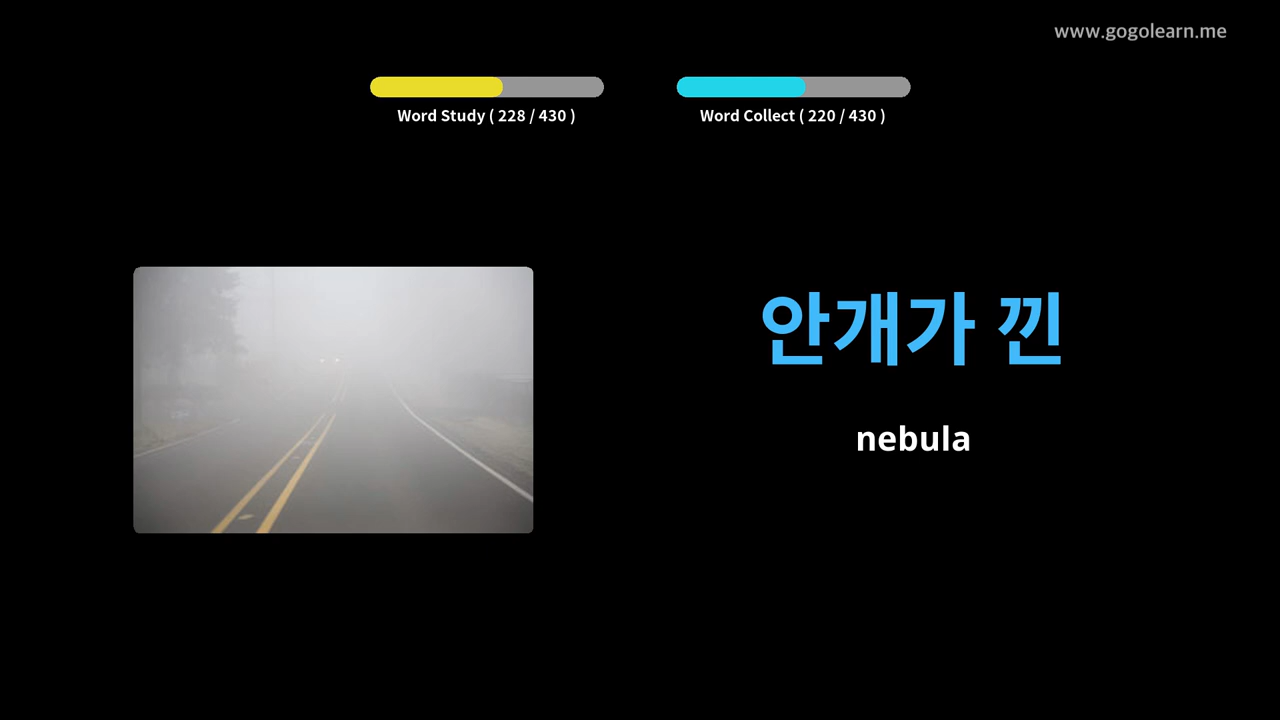 www.gogolearn.me
Word Study ( 228 / 430 )
Word Collect ( 220 / 430 )
안개가 낀
nebula